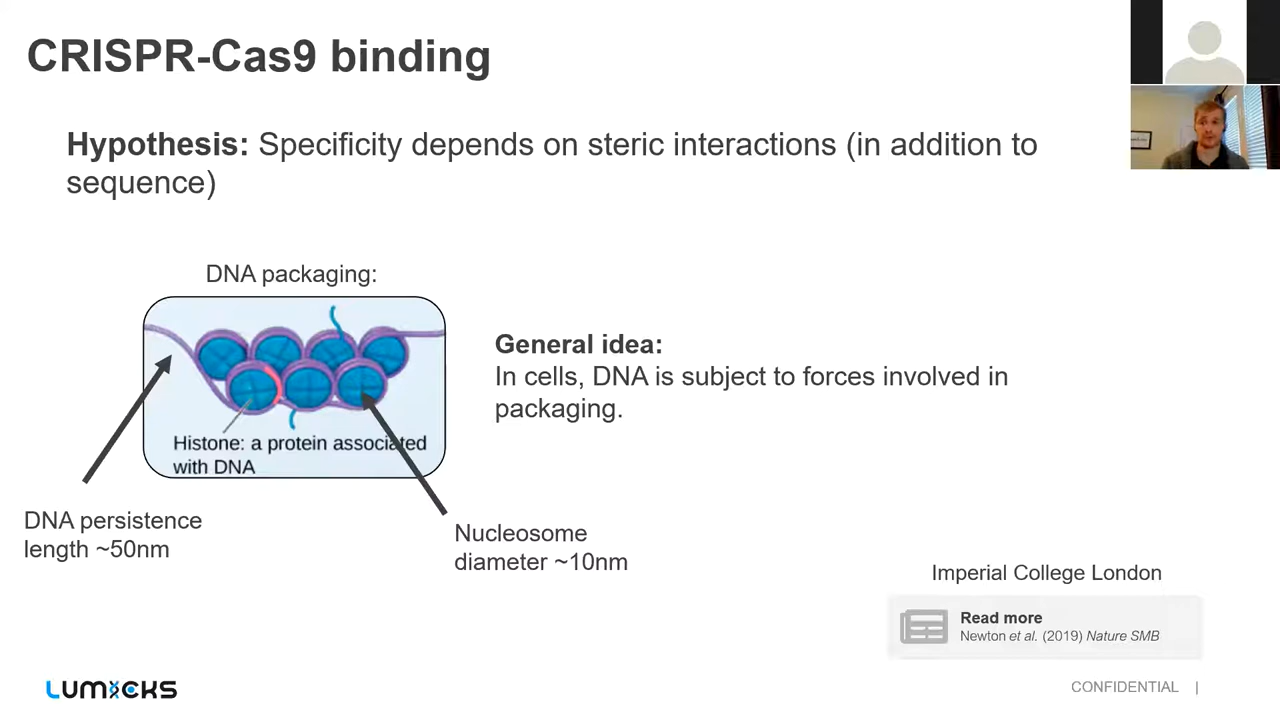 CRISPR-Cas9 binding
Hypothesis: Specificity depends on steric interactions (in addition to
sequence)
DNA packaging:
Histone: a protein associated
with DNA
General idea:
In cells, DNA is subject to forces involved in
packaging.
DNA persistence
length ~50nm
Nucleosome
diameter ~10nm
Imperial College London
Read more
Newton et al. (2019) Nature SMB
LUMICKS
CONFIDENTIAL |